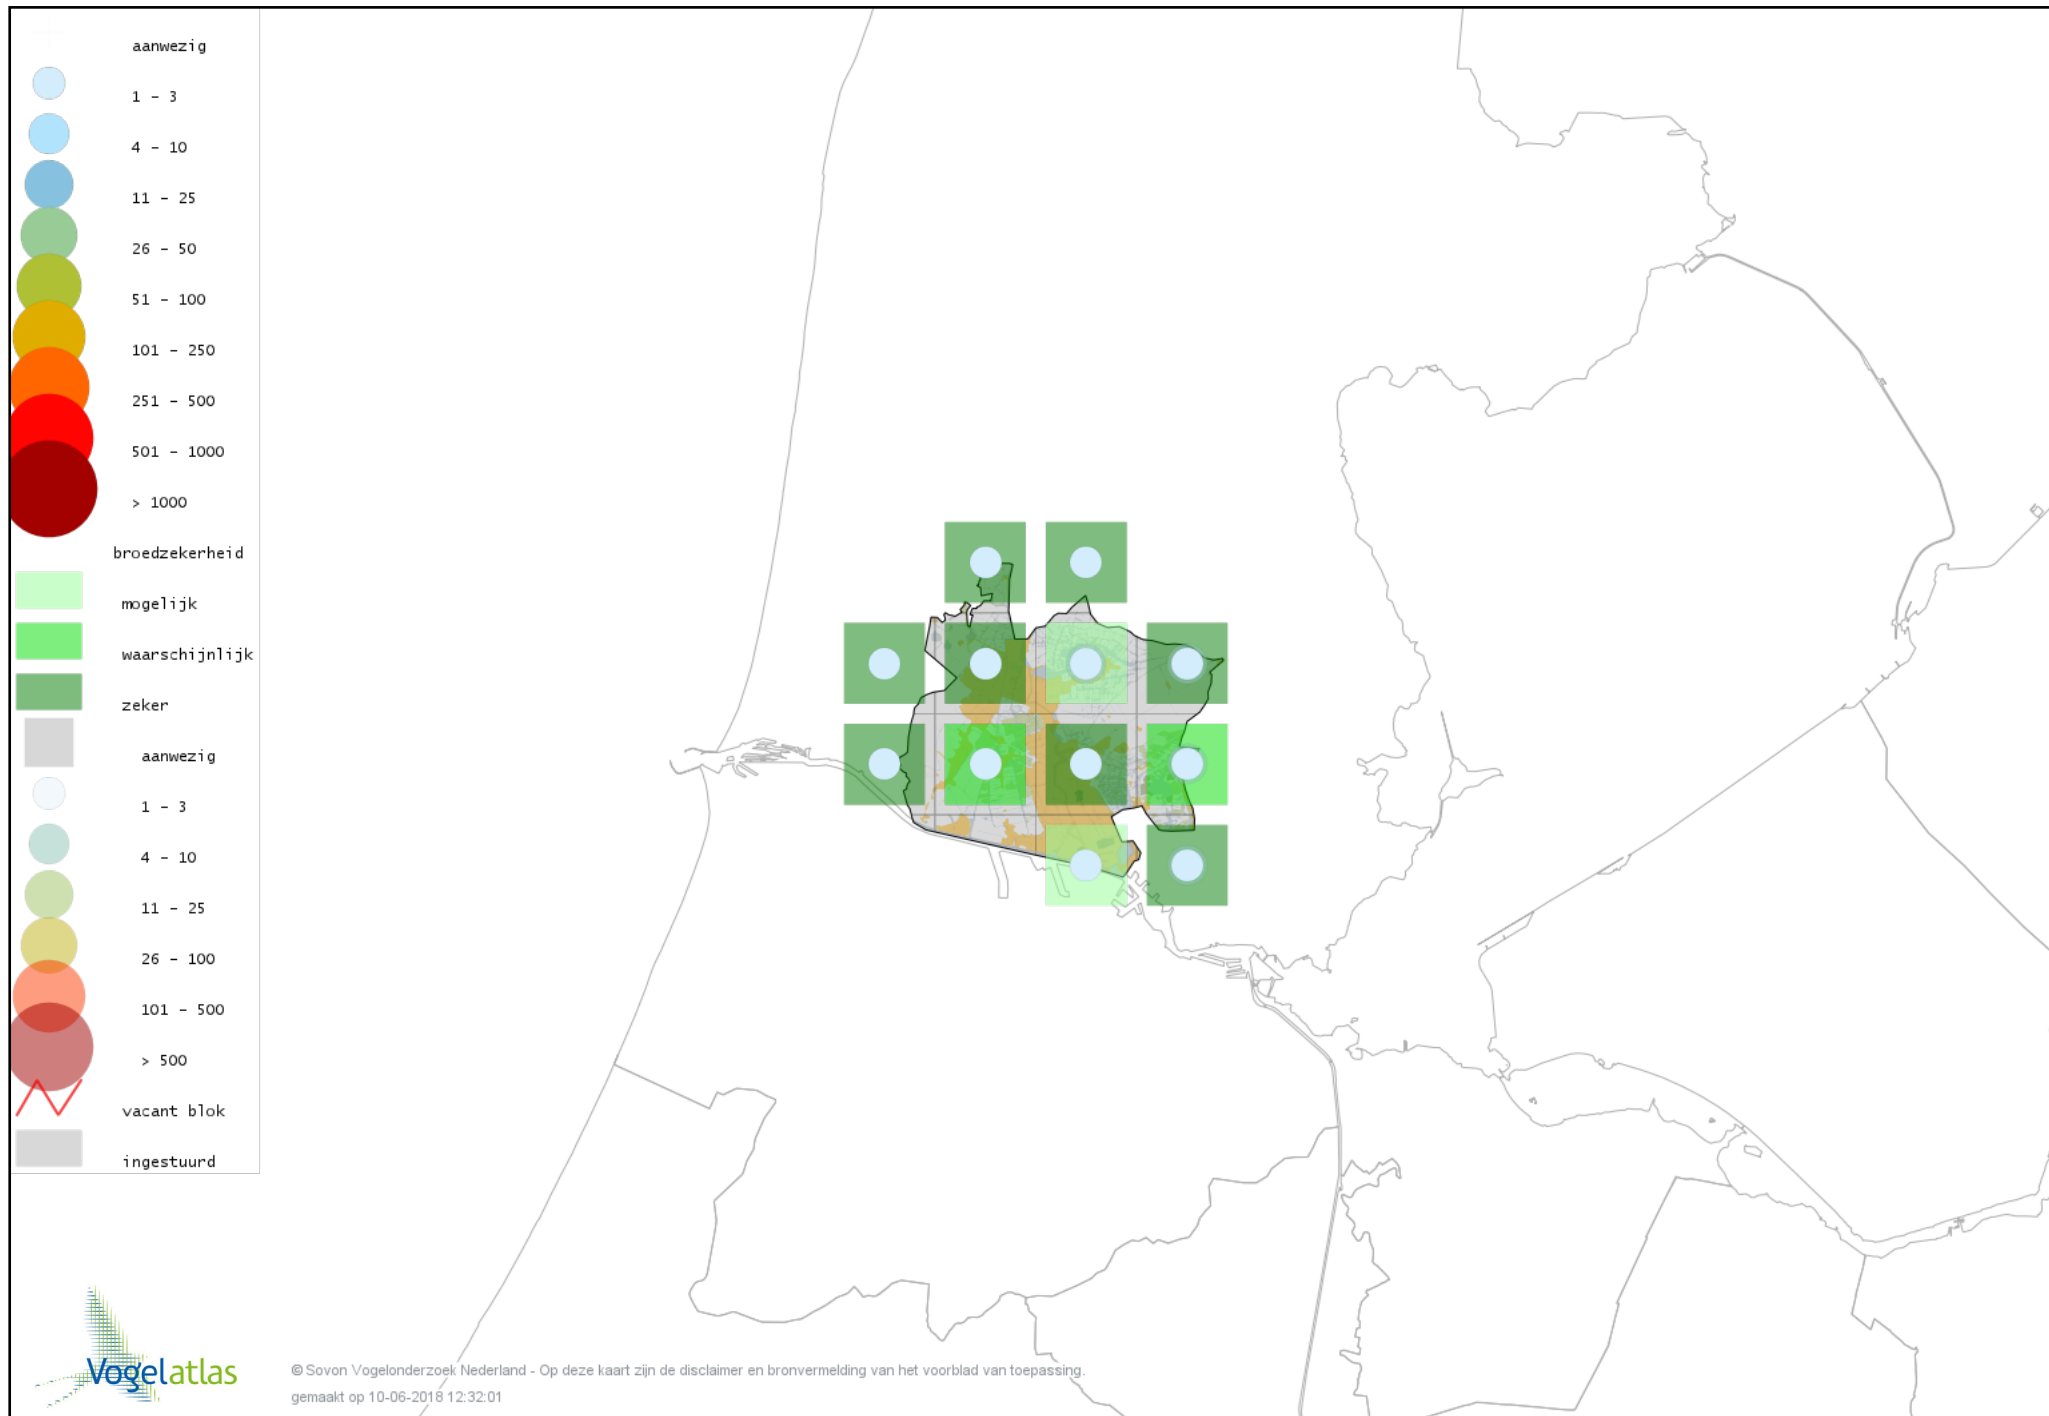 aanwezig
1 - 3
4 - 10
11 - 25
26 - 50
51 - 100
101 - 250
251 - 500
501 - 1000
> 1000
broedzekerheid
mogelijk
waarschijnlijk
zeker
aanwezig
1 - 3
4 - 10
11 - 25
26 - 100
101 - 500
> 500
vacant blok
ingestuurd
Vogelatlas
© Sovon Vogelonderzoek Nederland - Op deze kaart zijn de disclaimer en bronvermelding van het voorblad van toepassing.
gemaakt op 10-06-2018 12:32:01